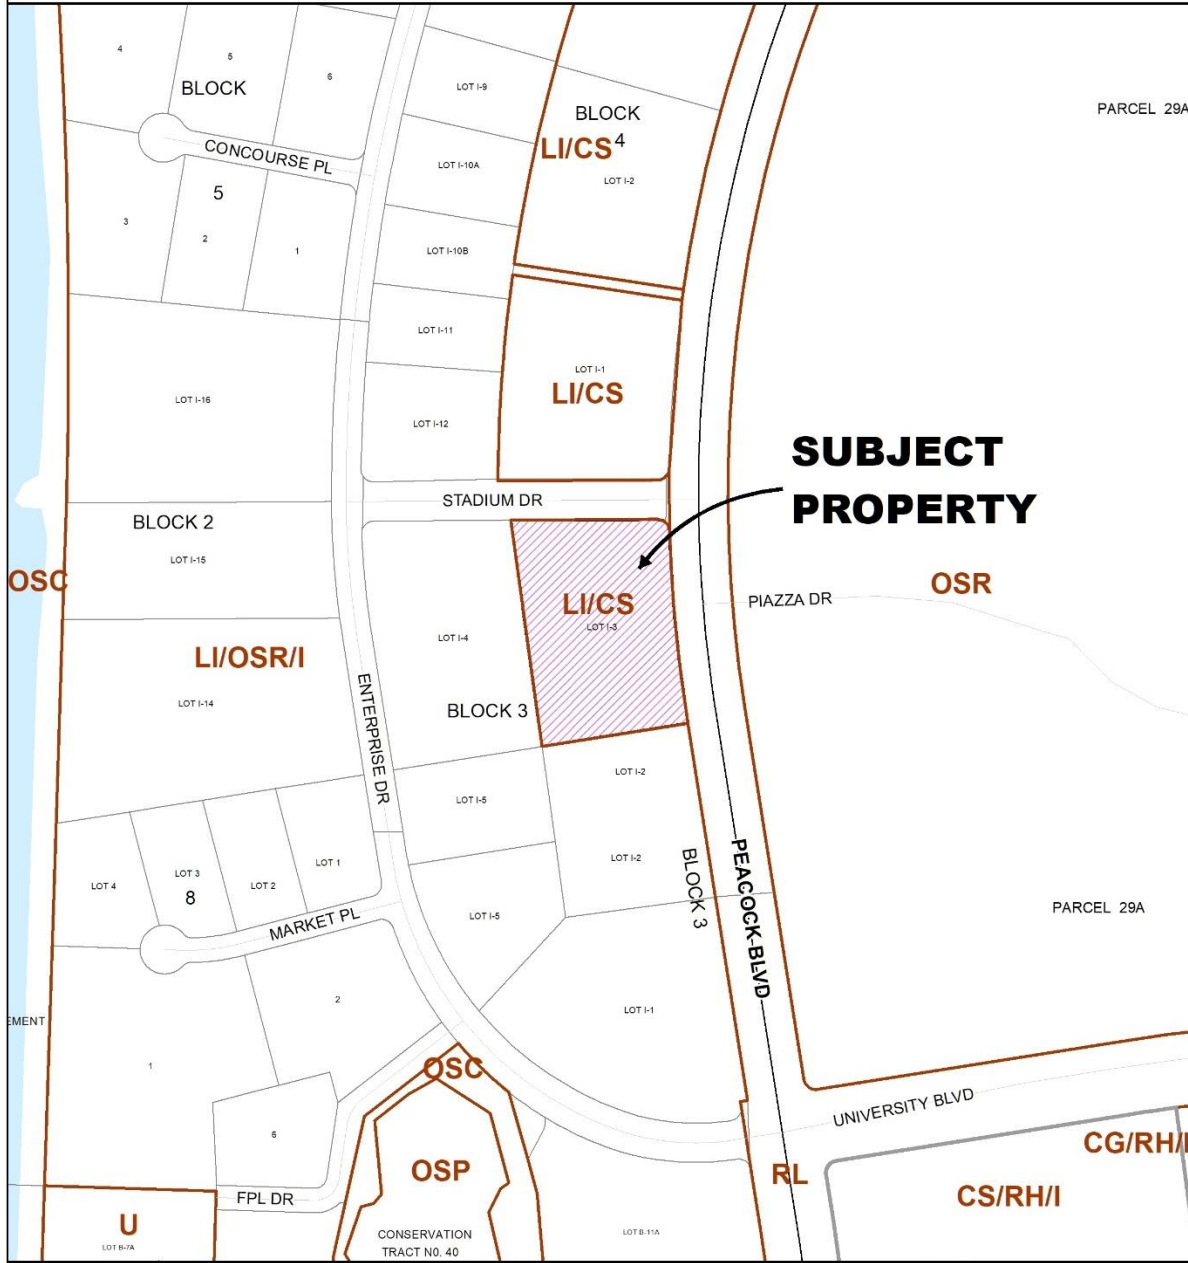 4
5
6
BLOCK
LOT I-9
BLOCK
4
PARCEL 29A
CONCOURSE PL
LI/CS
LOT I-10A
LOT I-2
5
3
2
1
LOT I-10B
LOT I-11
LOT I-1
LI/CS
LOT I-16
LOT I-12
SUBJECT
PROPERTY
STADIUM DR
BLOCK 2
LOT I-15
OSC
OSR
LI/CS
LOT I-3
PIAZZA DR
LOT I-4
LI/OSR/I
LOT I-14
ENTERPRISE DR
BLOCK 3
LOT I-2
LOT I-5
LOT 1
LOT I-2
LOT 4
LOT 3
LOT 2
8
BLOCK 3
PEACOCK BLVD
PARCEL 29A
LOT I-5
MARKET PL
2
LOT I-1
EMENT
1
OSC
UNIVERSITY BLVD
6
CG/RH/I
OSP
RL
CS/RH/I
FPL DR
U
LOT B-7A
CONSERVATION
TRACT NO. 40
LOT B-11A